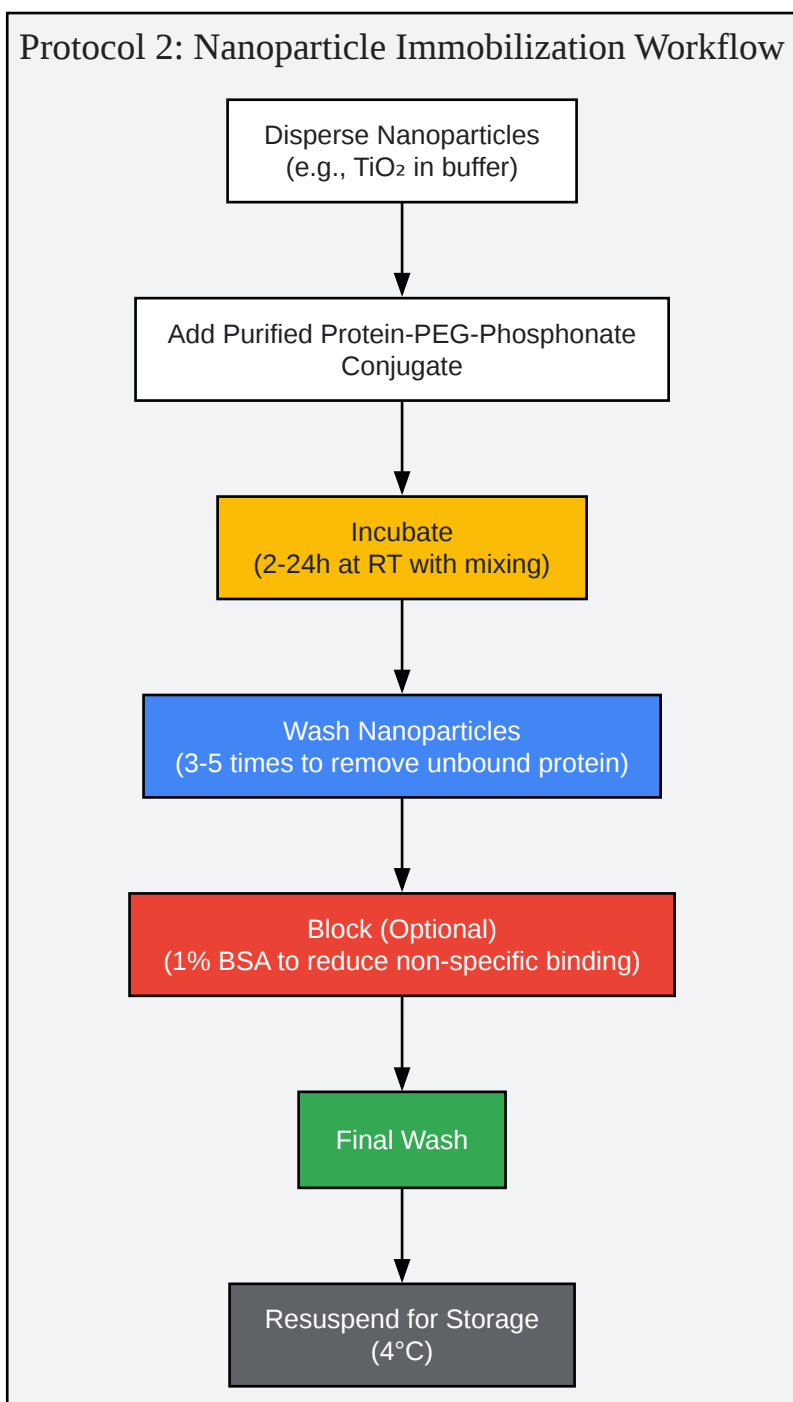 Protocol 2: Nanoparticle Immobilization Workflow
Disperse Nanoparticles
(e.g., TiO₂ in buffer)
Add Purified Protein-PEG-Phosphonate
Conjugate
Incubate
(2-24h at RT with mixing)
Wash Nanoparticles
(3-5 times to remove unbound protein)
Block (Optional)
(1% BSA to reduce non-specific binding)
Final Wash
Resuspend for Storage
(4°C)